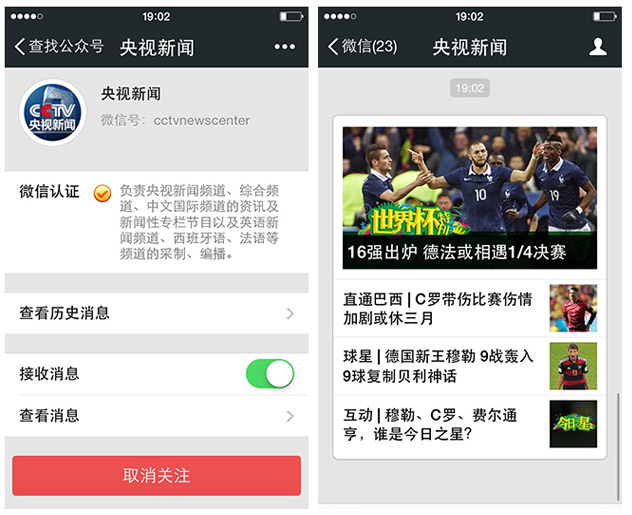 19:02
查找公众号
央视新闻
CCTV
央视新闻
央视新闻
微信号：cctvnewscenter
微信认证
负责央视新闻频道、综合频
道、中文国际频道的资讯及
新闻性专栏节目以及英语新
闻频道、西班牙语、法语等
频道的采制、编播。
查看历史消息
接收消息
查看消息
取消关注
19:02
微信(23)
央视新闻
19:02
10
19
世界杯特刊
16强出炉 德法或相遇1/4决赛
直通巴西 | C罗带伤比赛伤情
加剧或休三月
球星 | 德国新王穆勒 9战轰入
9球复制贝利神话
13
互动 | 穆勒、C罗、费尔通
亨，谁是今日之星？
今日星